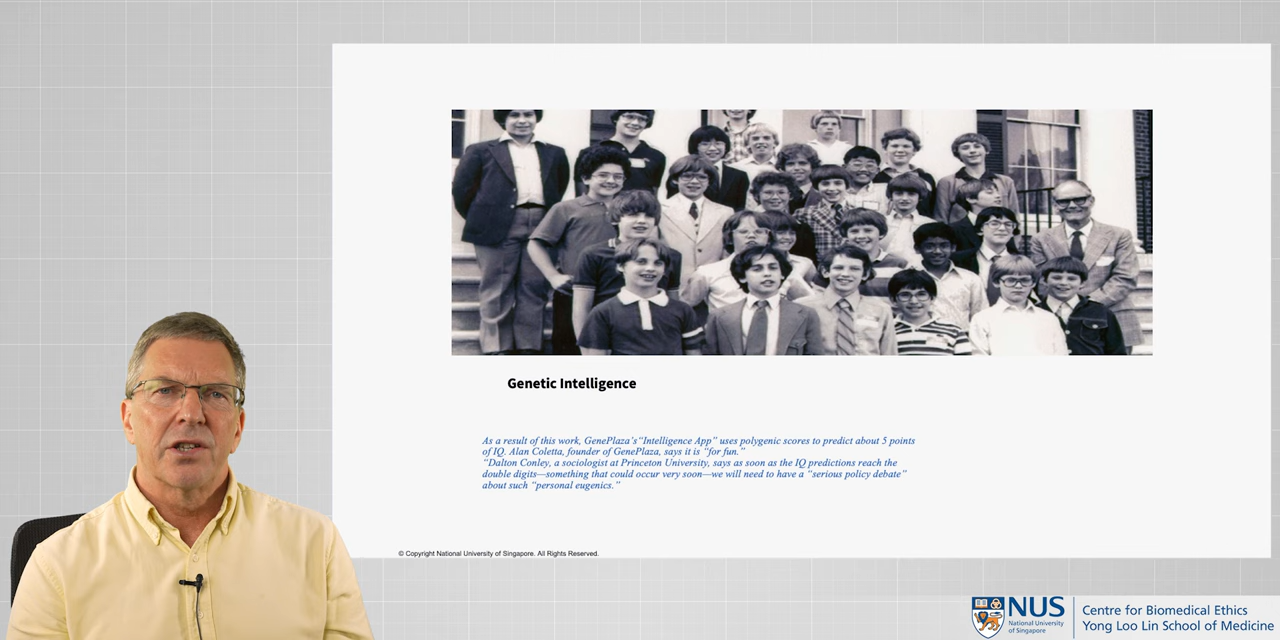 Genetic Intelligence
As a result of this work, GenePlaza's"Intelligence App" uses polygenic scores to predict about 5 points
of IQ. Alan Coletta, founder of GenePlaza, says it is "for fun."
"Dalton Conley, a sociologist at Princeton University, says as soon as the IQ predictions reach the
double digits—something that could occur very soon—we will need to have a "serious policy debate"
about such "personal eugenics."
© Copyright National University of Singapore. All Rights Reserved.
NUS
National University
of Singapore
Centre for Biomedical Ethics
Yong Loo Lin School of Medicine